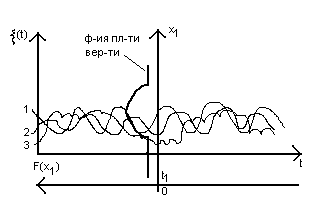 ξ(t)
ф-ия пл-ти
вер-ти
x1
1
2
3
t
F(x1)
t1
0